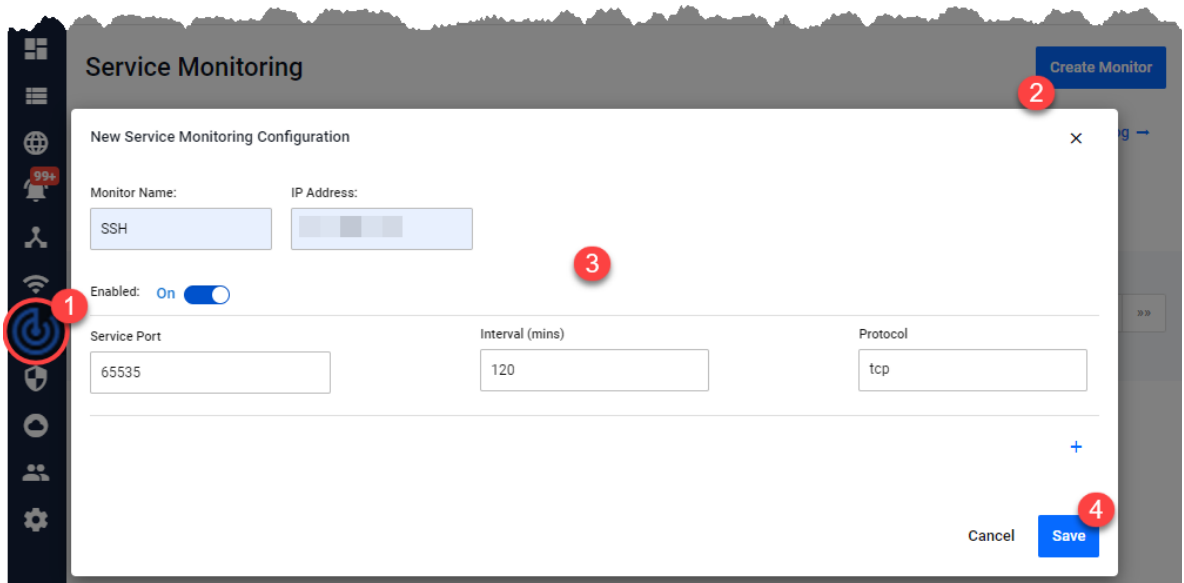 Service Monitoring
Create Monitor
2
New Service Monitoring Configuration
99+
Monitor Name:
IP Address:
SSH
3
Enabled:
On
1
Service Port
Interval (mins)
Protocol
»»
65535
120
tcp
+
4
Cancel
Save